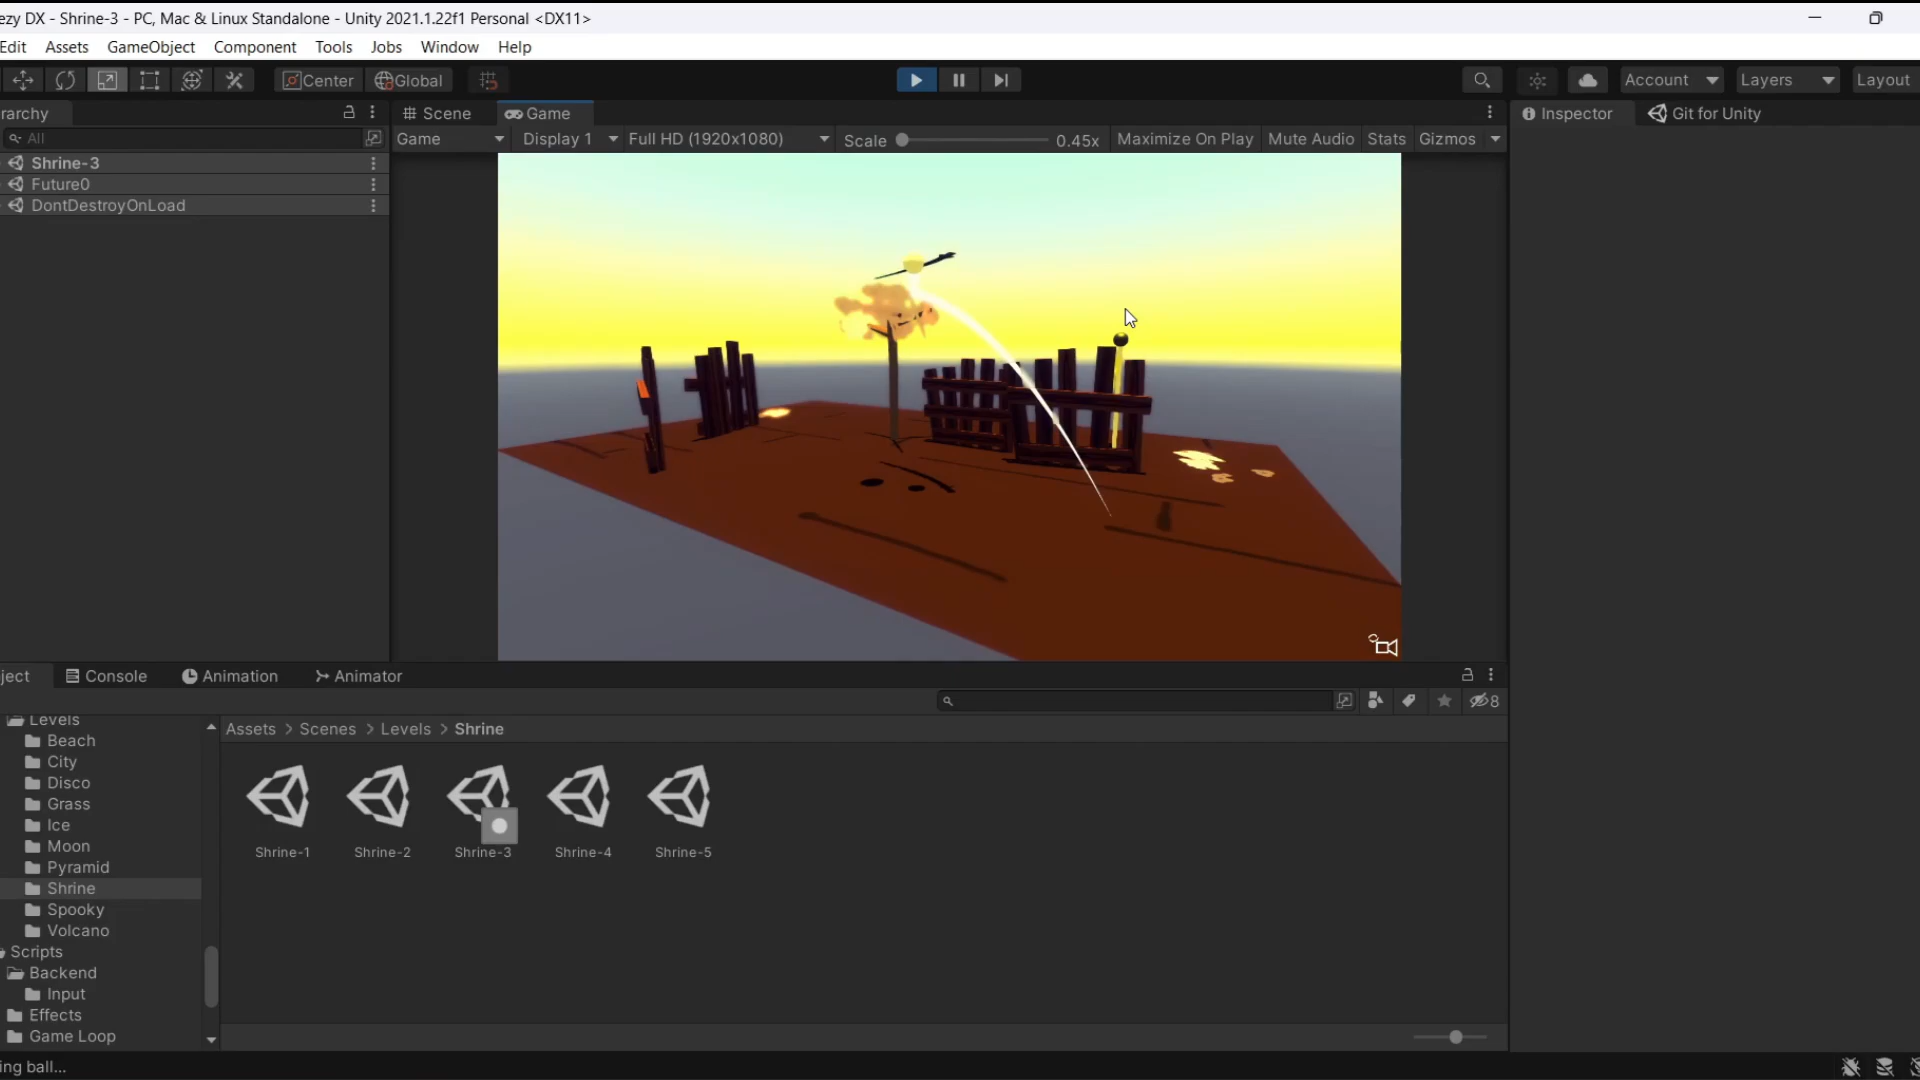 ezy DX - Shrine-3 - PC, Mac & Linux Standalone - Unity 2021.1.22f1 Personal <DX11>
Edit Assets GameObject Component Tools Jobs Window Help
Center Global Account Layers Layout
rarchy Scene Game Inspector Git for Unity
All Game Display 1 Full HD (1920x1080) Scale 0.45x Maximize On Play Mute Audio Stats Gizmos
Shrine-3
Future0
DontDestroyOnLoad
ject Console Animation Animator
8
Levels
Assets > Scenes > Levels > Shrine
Beach
City
Disco
Grass
Ice
Moon
Pyramid
Shrine
Spooky
Volcano
Scripts
Backend
Input
Effects
Game Loop
Shrine-1 Shrine-2 Shrine-3 Shrine-4 Shrine-5
ing ball...